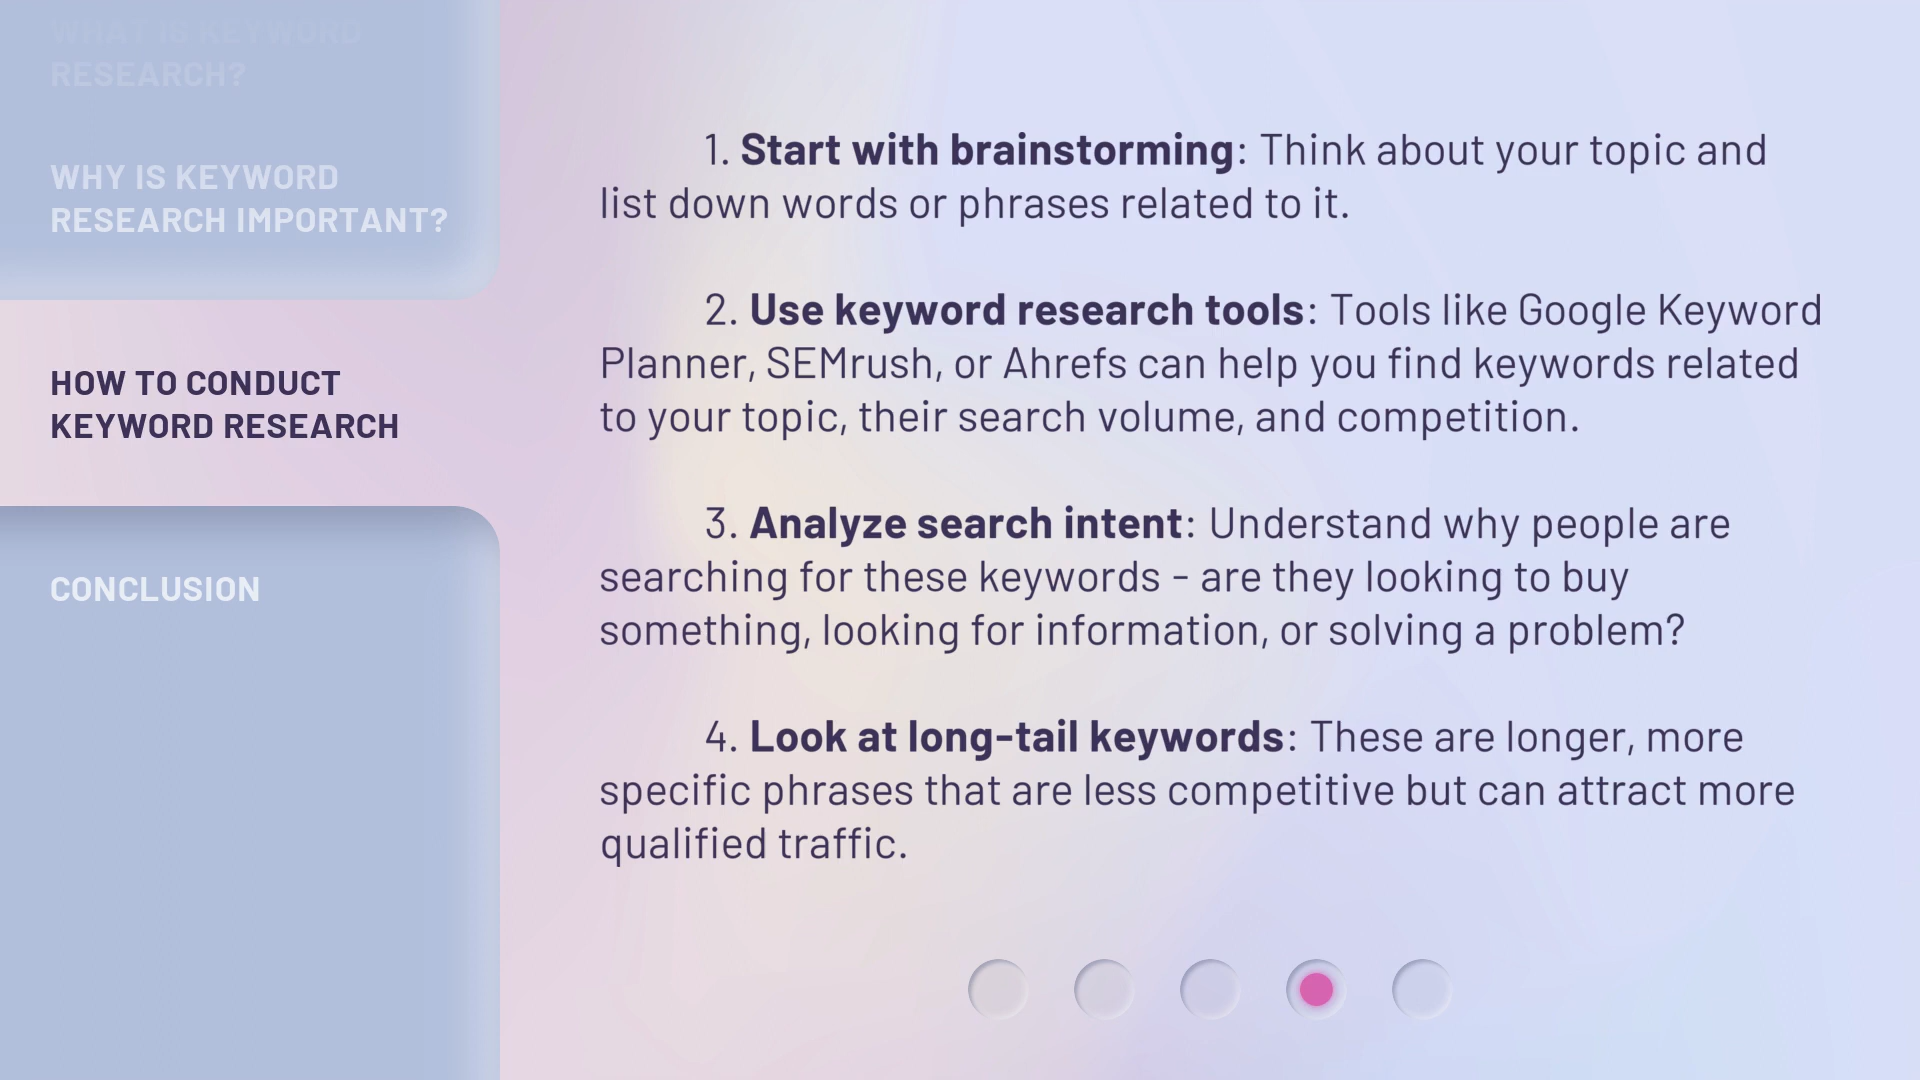 WHAT IS KEYWORD
RESEARCH?
WHY IS KEYWORD
RESEARCH IMPORTANT?
HOW TO CONDUCT
KEYWORD RESEARCH
CONCLUSION
1. Start with brainstorming: Think about your topic and
list down words or phrases related to it.
2. Use keyword research tools: Tools like Google Keyword
Planner, SEMrush, or Ahrefs can help you find keywords related
to your topic, their search volume, and competition.
3. Analyze search intent: Understand why people are
searching for these keywords - are they looking to buy
something, looking for information, or solving a problem?
4. Look at long-tail keywords: These are longer, more
specific phrases that are less competitive but can attract more
qualified traffic.